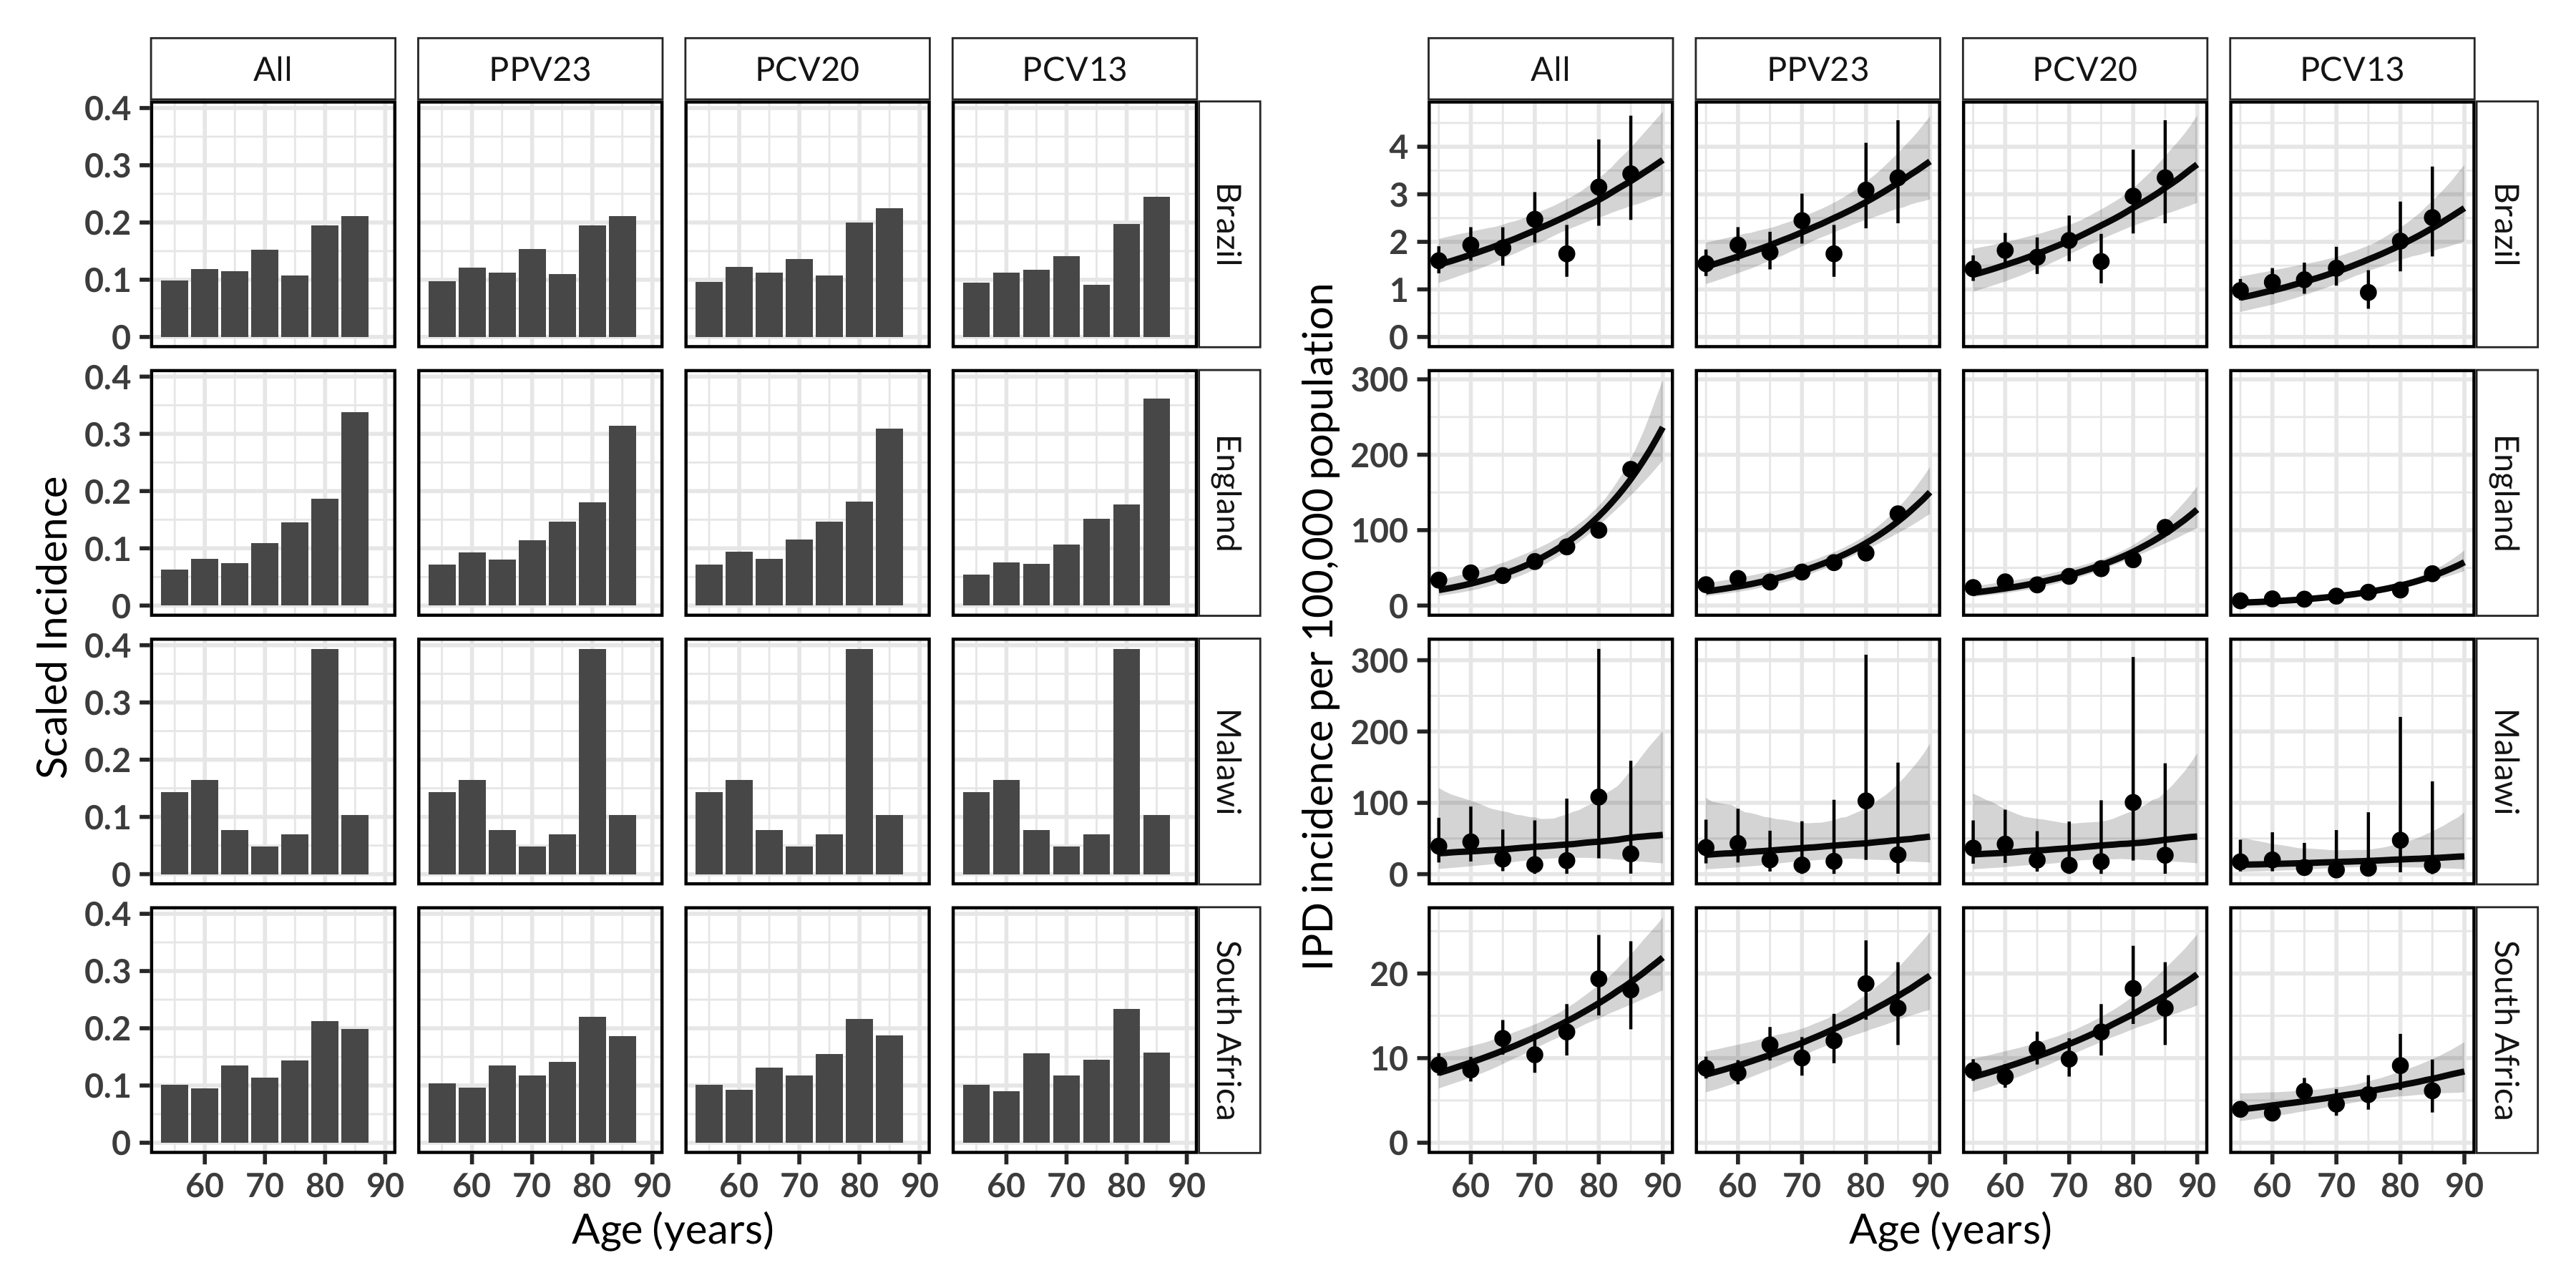 All PPV23 PCV20 PCV13
Scaled Incidence
0.4
0.3
0.2
0.1
0
Brazil
0.4
0.3
0.2
0.1
0
England
0.4
0.3
0.2
0.1
0
Malawi
0.4
0.3
0.2
0.1
0
South Africa
60 70 80 90 60 70 80 90 60 70 80 90 60 70 80 90
Age (years)
All PPV23 PCV20 PCV13
IPD incidence per 100,000 population
4
3
2
1
0
Brazil
300
200
100
0
England
300
200
100
0
Malawi
20
10
0
South Africa
60 70 80 90 60 70 80 90 60 70 80 90 60 70 80 90
Age (years)